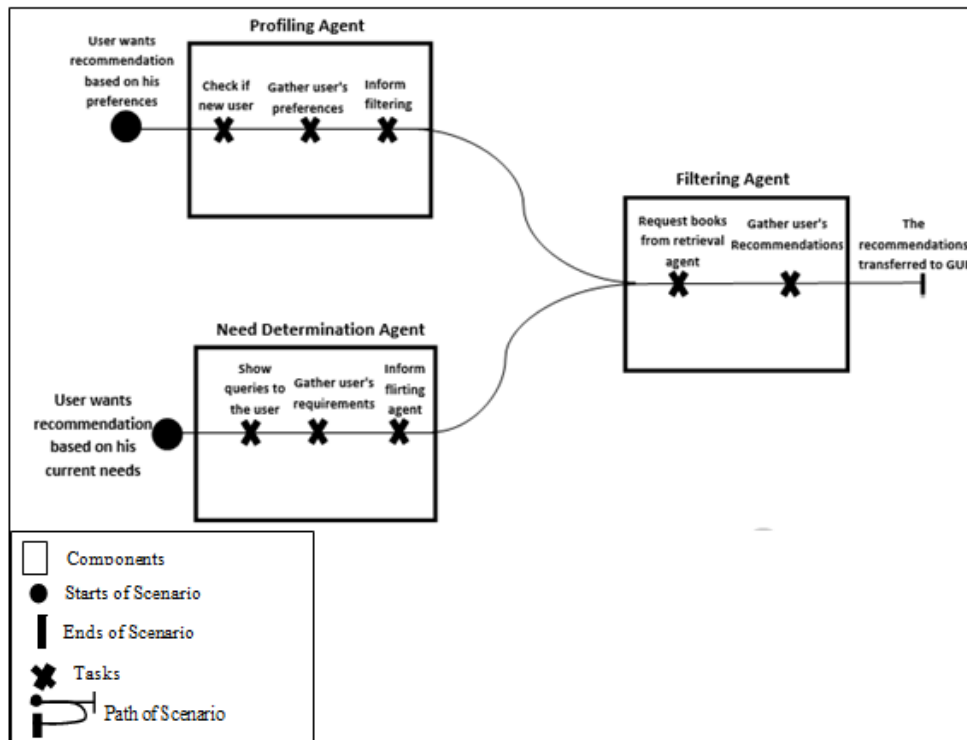 Profiling Agent
User wants
recommendation
based on his
preferences
Check if
new user
Gather user's
preferences
Inform
filtering
Filtering Agent
Request books
from retrieval
agent
Gather user's
Recommendations
The
recommendations
transferred to GUI
Need Determination Agent
User wants
recommendation
based on his
current needs
Show
queries to
the user
Gather user's
requirements
Inform
flirting
agent
Components
Starts of Scenario
Ends of Scenario
Tasks
Path of Scenario